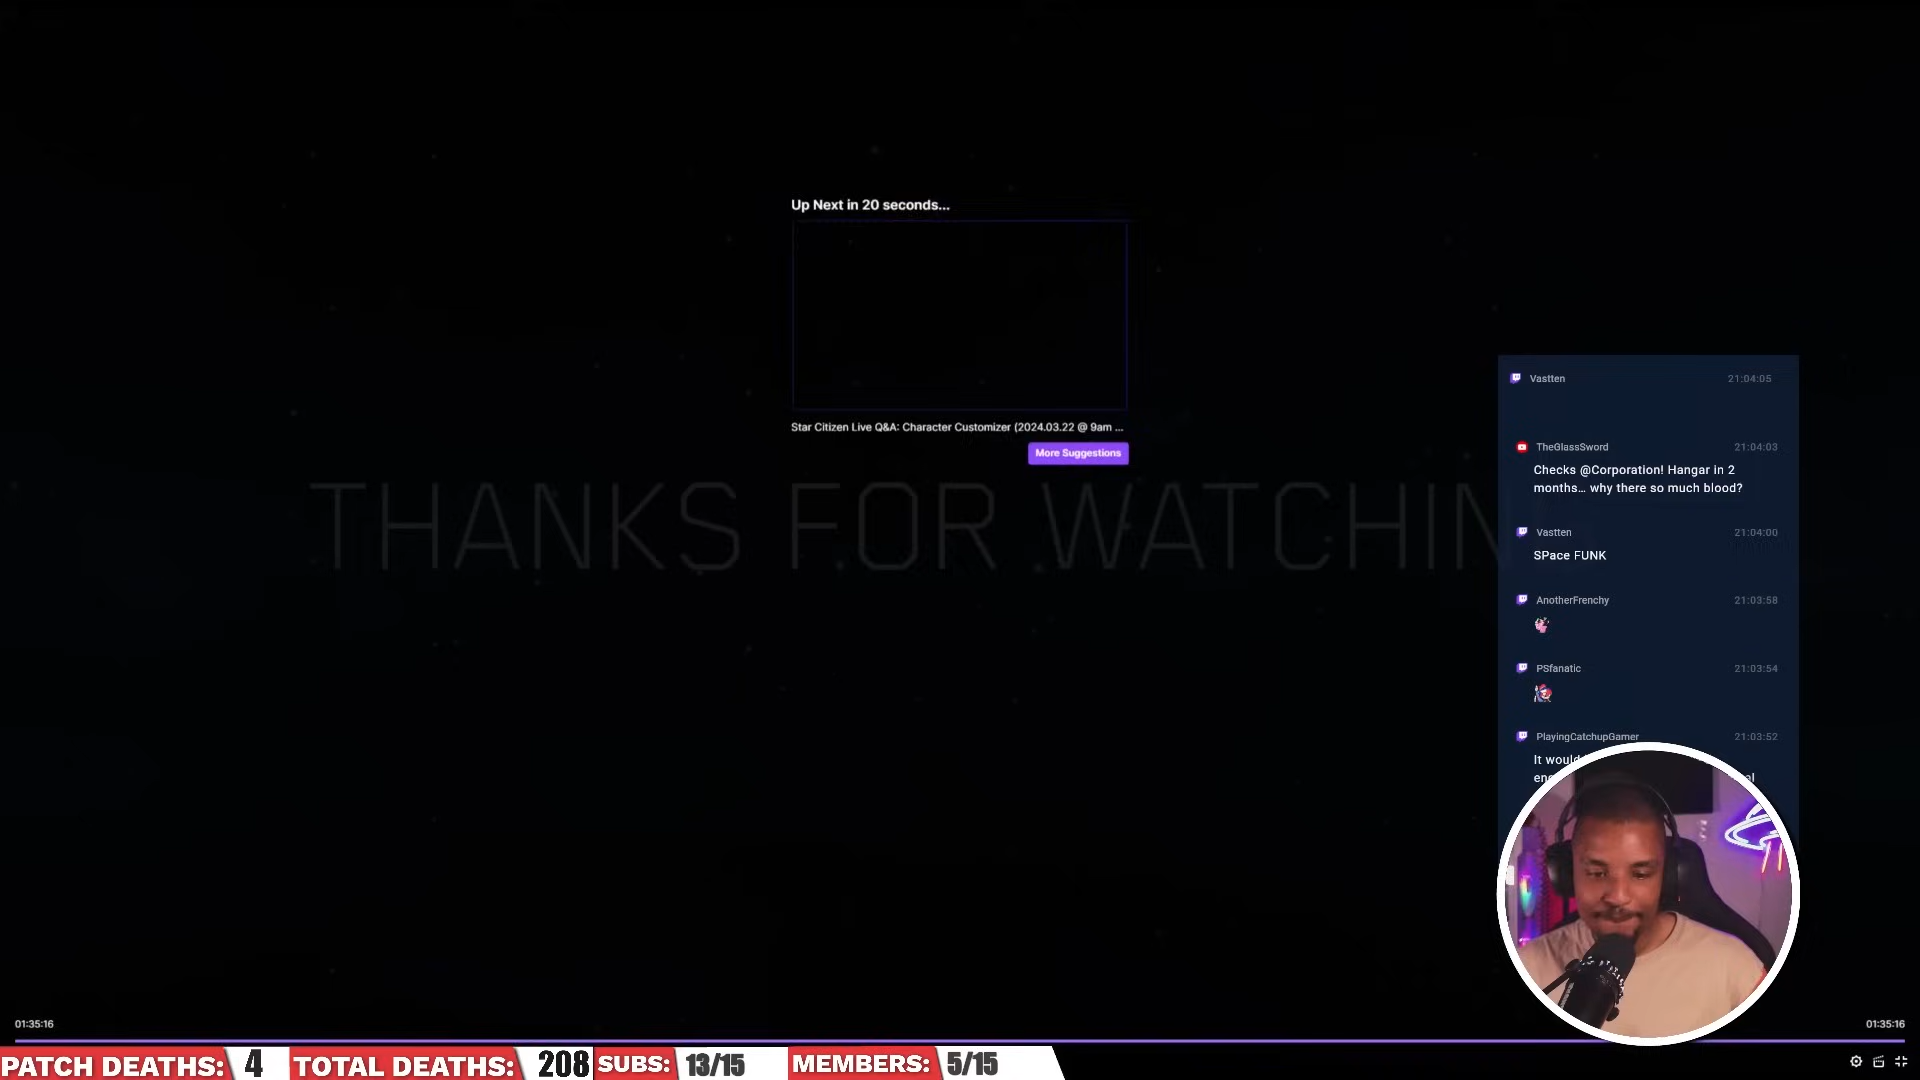 Up Next in 20 seconds...
Star Citizen Live Q&A: Character Customizer (2024.03.22 @ 9am ...
More Suggestions
THANKS FOR WATCHIN
Vastten 21:04:05
TheGlassSword 21:04:03
Checks @Corporation! Hangar in 2
months... why there so much blood?
Vastten 21:04:00
SPace FUNK
AnotherFrenchy 21:03:58
PSfanatic 21:03:54
PlayingCatchupGamer 21:03:52
It would
01:35:16
01:35:16
PATCH DEATHS: 4
TOTAL DEATHS: 208
SUBS: 13/15
MEMBERS: 5/15